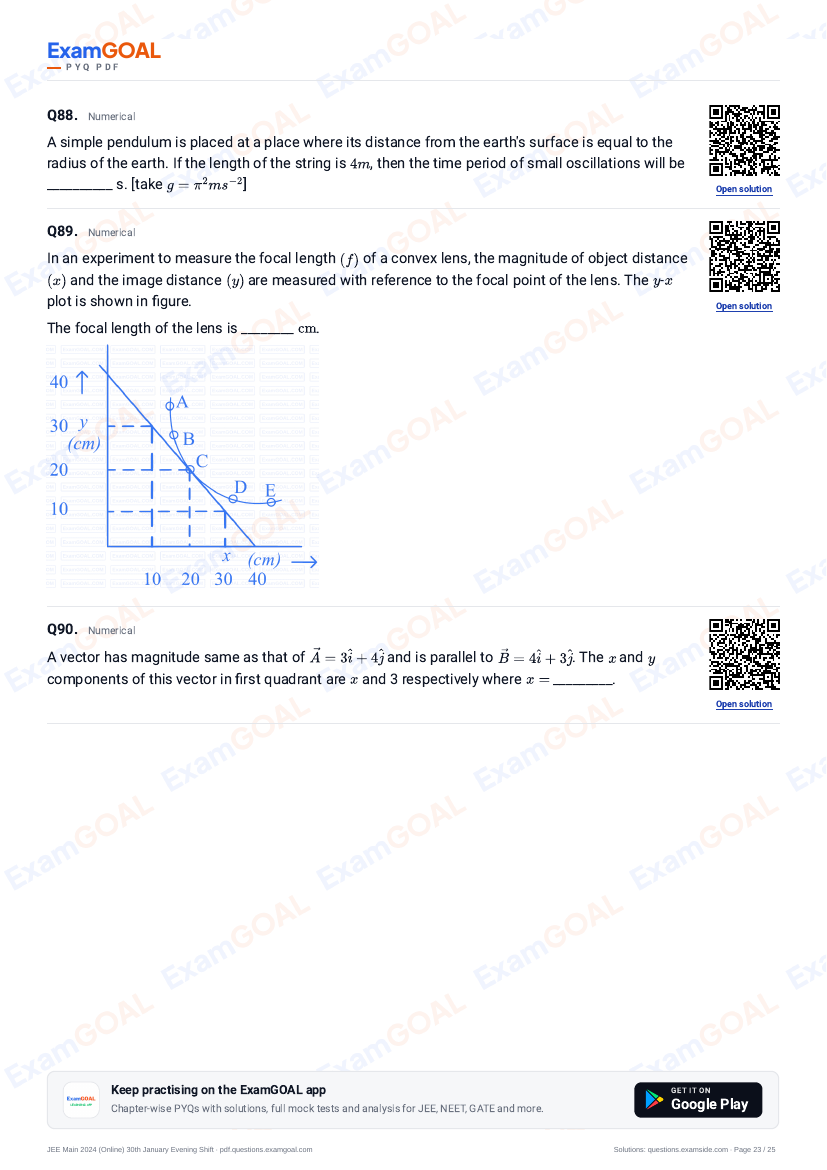 ExamGOAL
PYQ PDF
Q88. Numerical
A simple pendulum is placed at a place where its distance from the earth's surface is equal to the
radius of the earth. If the length of the string is 4m, then the time period of small oscillations will be
__________ s. [take g = π²ms⁻²]
Open solution
Q89. Numerical
In an experiment to measure the focal length (f) of a convex lens, the magnitude of object distance
(x) and the image distance (y) are measured with reference to the focal point of the lens. The y-x
plot is shown in figure.
Open solution
The focal length of the lens is ________ cm.
40
A
30 y
(cm)
B
C
20
D E
10
x (cm)
10 20 30 40
Q90. Numerical
A vector has magnitude same as that of A⃗ = 3î + 4ĵ and is parallel to B⃗ = 4î + 3ĵ. The x and y
components of this vector in first quadrant are x and 3 respectively where x = _________.
Open solution
Keep practising on the ExamGOAL app
Chapter-wise PYQs with solutions, full mock tests and analysis for JEE, NEET, GATE and more.
GET IT ON
Google Play
JEE Main 2024 (Online) 30th January Evening Shift · pdf.questions.examgoal.com
Solutions: questions.examside.com · Page 23 / 25